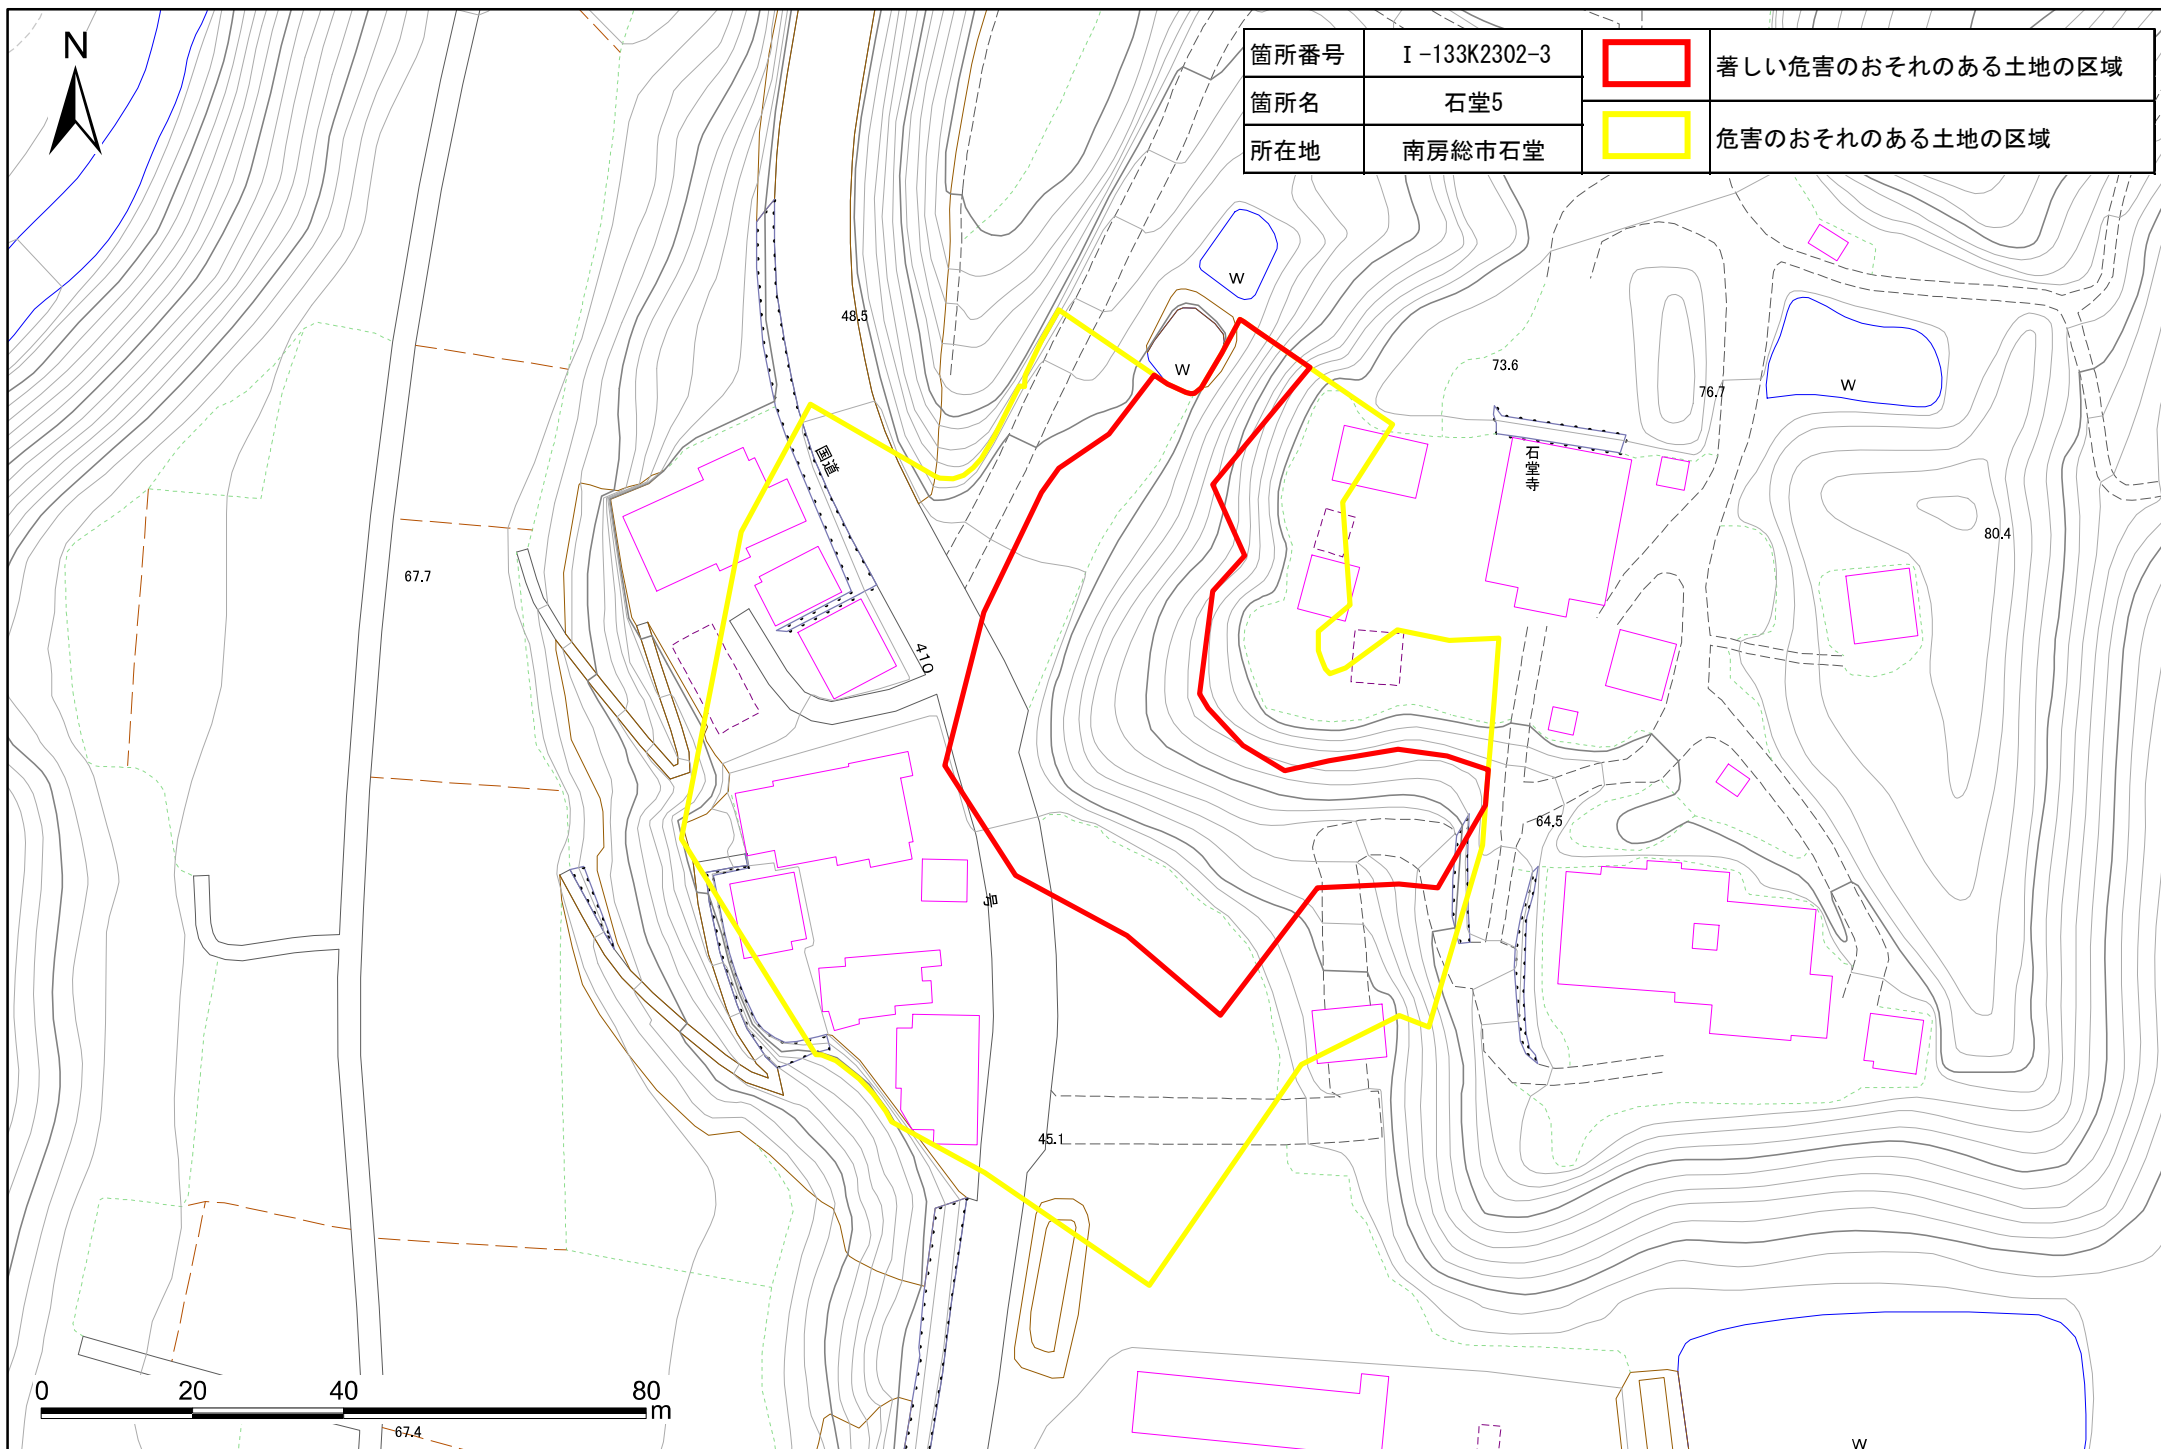 N
箇所番号 Ⅰ-133K2302-3 著しい危害のおそれのある土地の区域
箇所名 石堂5
危害のおそれのある土地の区域
所在地 南房総市石堂
W
48.5
W
73.6
76.7
W
国道
石堂寺
80.4
67.7
410
64.5
号
45.1
0 20 40 80
m
67.4
W